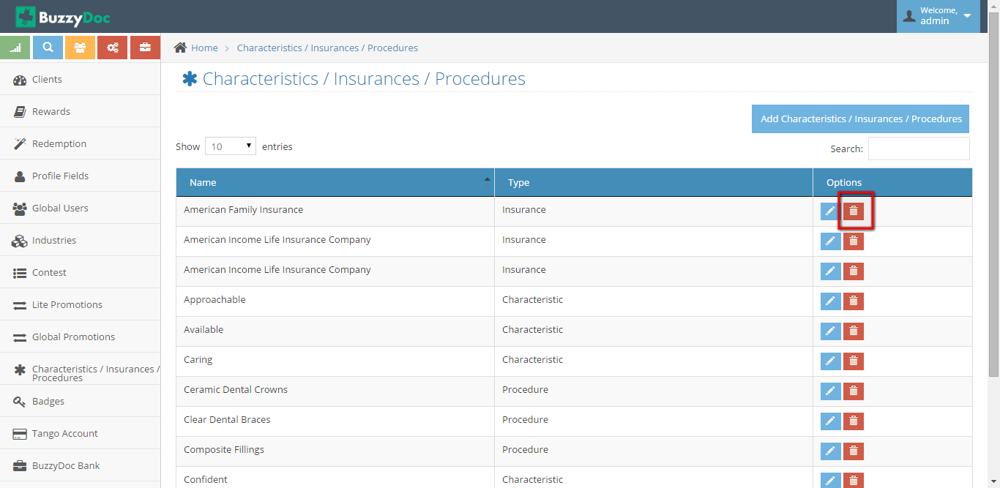 BuzzyDoc
Welcome,
admin
Home > Characteristics / Insurances / Procedures
Clients
Rewards
Redemption
Profile Fields
Global Users
Industries
Contest
Lite Promotions
Global Promotions
Characteristics / Insurances /
Procedures
Badges
Tango Account
BuzzyDoc Bank
Characteristics / Insurances / Procedures
Add Characteristics / Insurances / Procedures
Show 10 entries
Search:
Name Type Options
American Family Insurance Insurance
American Income Life Insurance Company Insurance
American Income Life Insurance Company Insurance
Approachable Characteristic
Available Characteristic
Caring Characteristic
Ceramic Dental Crowns Procedure
Clear Dental Braces Procedure
Composite Fillings Procedure
Confident Characteristic